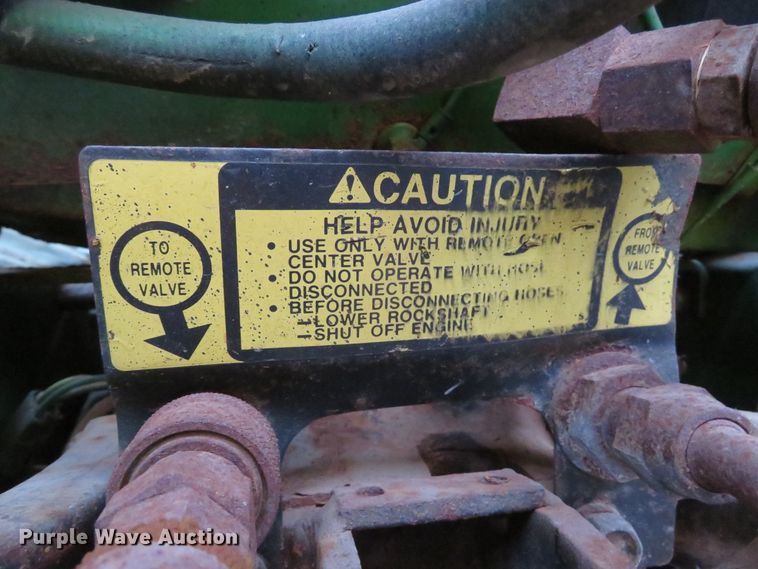 CAUTION
TO
REMOTE
VALVE
HELP AVOID INJURY
• USE ONLY WITH REMOTE OPEN
CENTER VALVE
• DO NOT OPERATE WITH HOSE
DISCONNECTED
• BEFORE DISCONNECTING HOSES
–LOWER ROCKSHAFT
–SHUT OFF ENGINE
FROM
REMOTE
VALVE
Purple Wave Auction